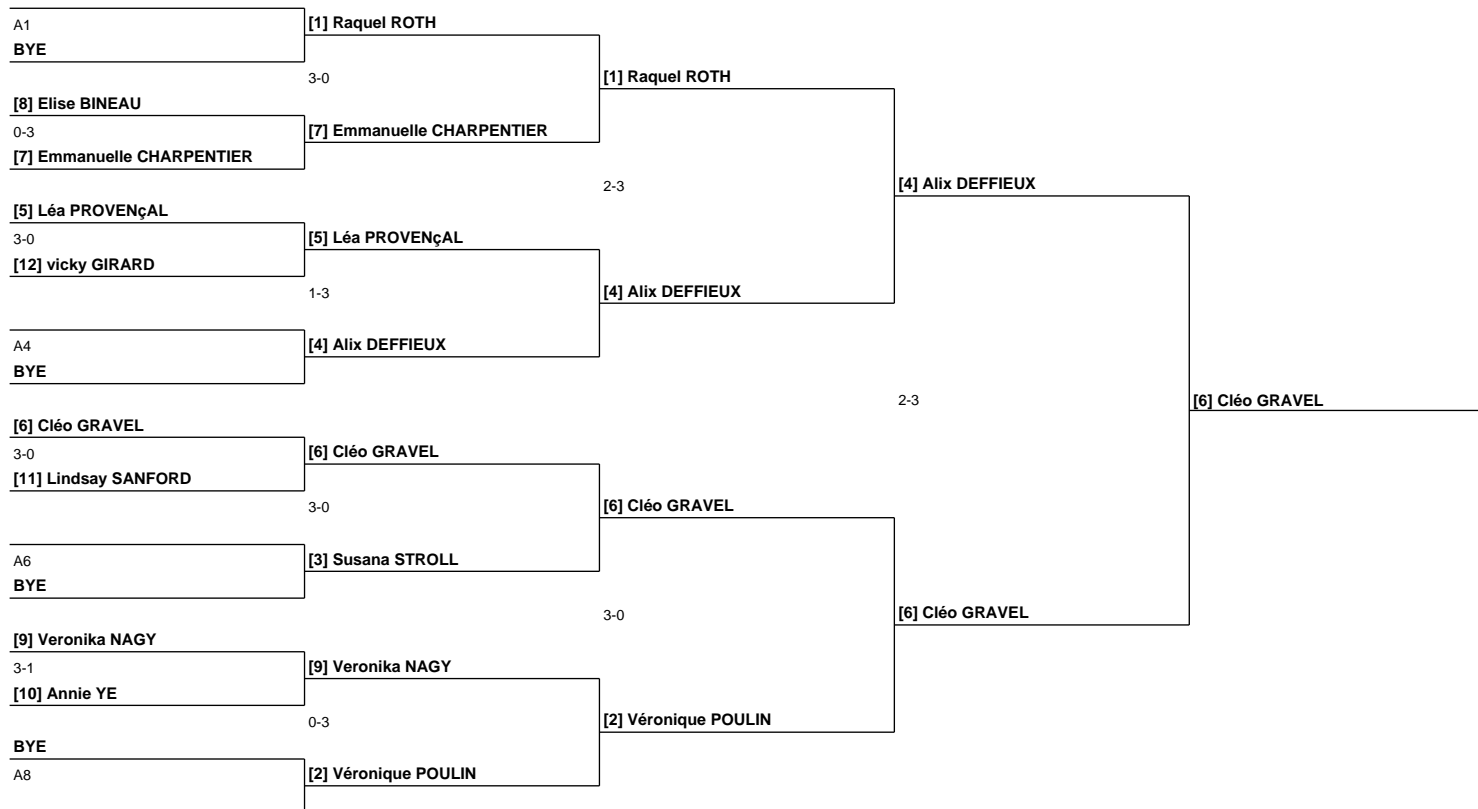 A1
BYE
[8] Elise BINEAU
0-3
[7] Emmanuelle CHARPENTIER
[5] Léa PROVENçAL
3-0
[12] vicky GIRARD
A4
BYE
[6] Cléo GRAVEL
3-0
[11] Lindsay SANFORD
A6
BYE
[9] Veronika NAGY
3-1
[10] Annie YE
BYE
A8
[1] Raquel ROTH
3-0
[7] Emmanuelle CHARPENTIER
[5] Léa PROVENçAL
1-3
[4] Alix DEFFIEUX
[6] Cléo GRAVEL
3-0
[3] Susana STROLL
[9] Veronika NAGY
0-3
[2] Véronique POULIN
[1] Raquel ROTH
2-3
[4] Alix DEFFIEUX
[6] Cléo GRAVEL
3-0
[2] Véronique POULIN
[4] Alix DEFFIEUX
2-3
[6] Cléo GRAVEL
[6] Cléo GRAVEL